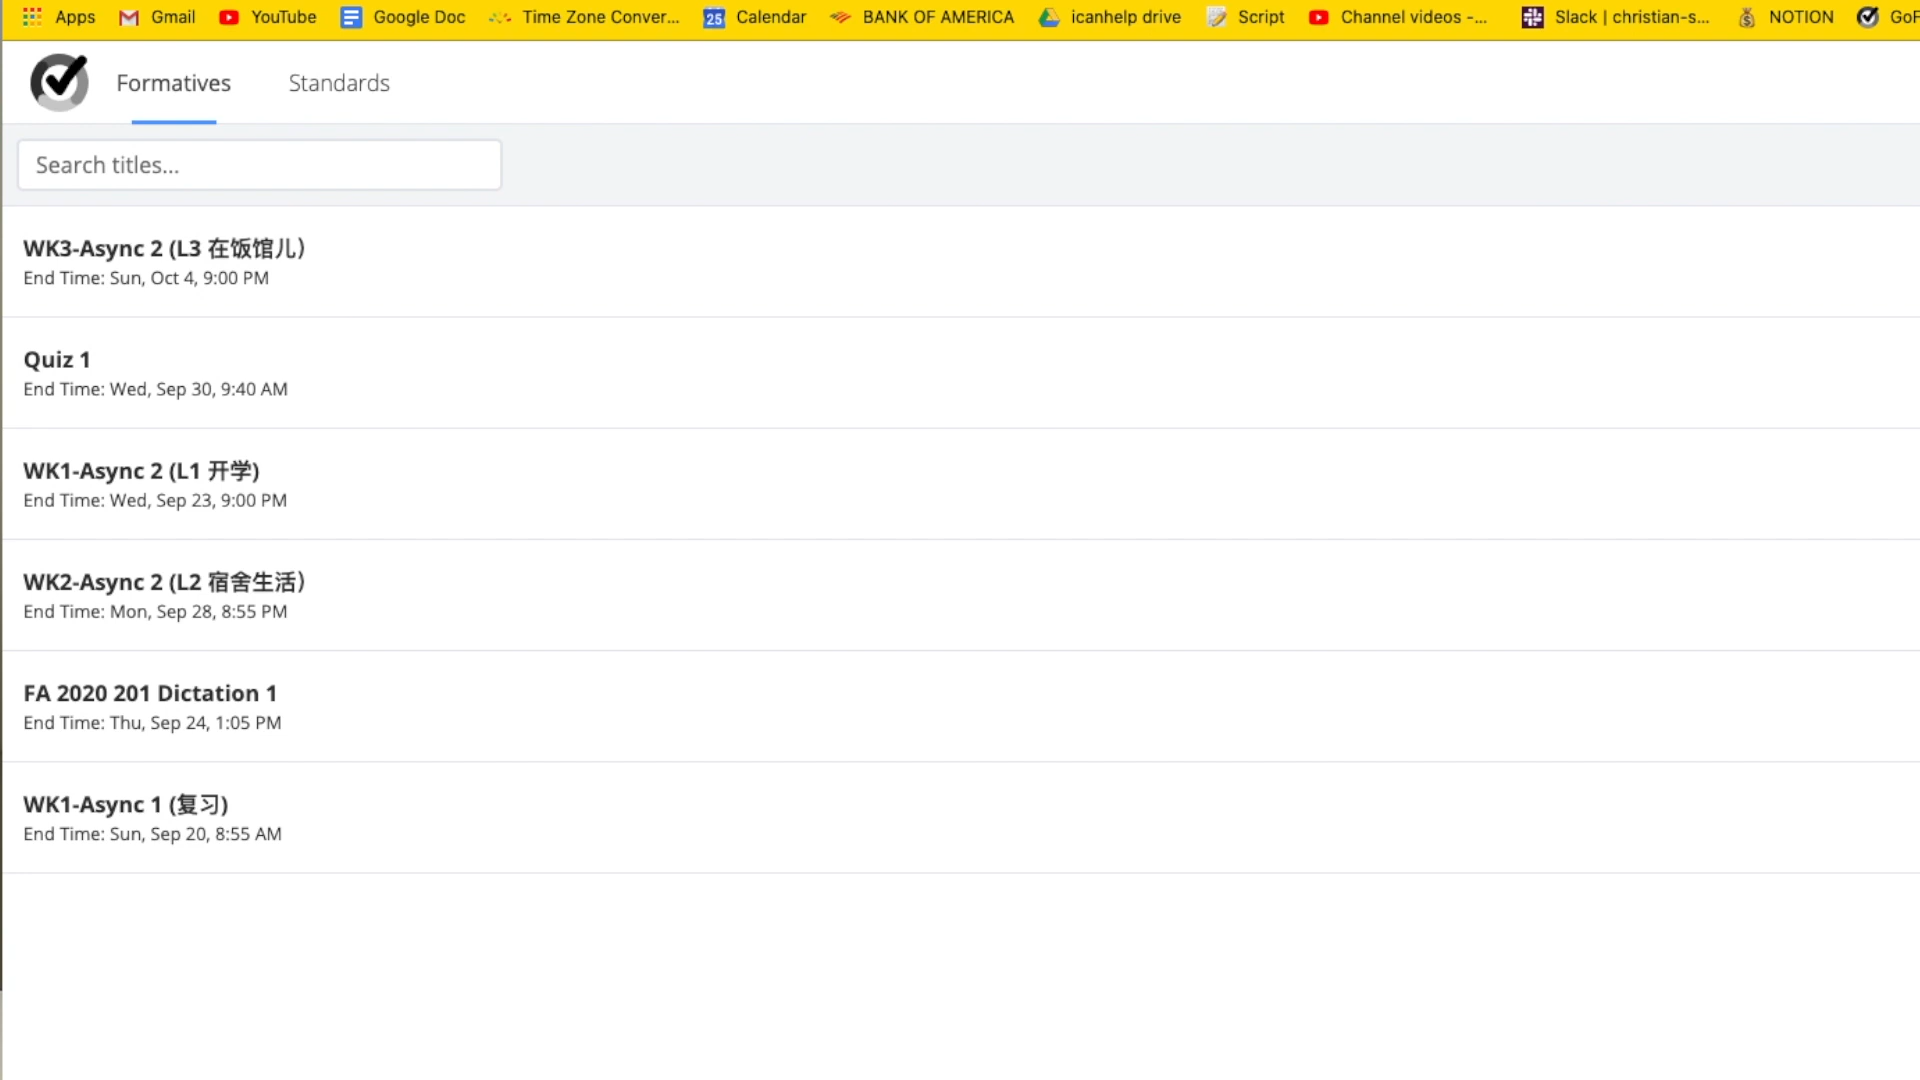 Apps Gmail YouTube Google Doc Time Zone Conver... Calendar BANK OF AMERICA icanhelp drive Script Channel videos -... Slack | christian-s... NOTION GoF
Formatives Standards
Search titles...
WK3-Async 2 (L3 在饭馆儿）
End Time: Sun, Oct 4, 9:00 PM
Quiz 1
End Time: Wed, Sep 30, 9:40 AM
WK1-Async 2 (L1 开学)
End Time: Wed, Sep 23, 9:00 PM
WK2-Async 2 (L2 宿舍生活）
End Time: Mon, Sep 28, 8:55 PM
FA 2020 201 Dictation 1
End Time: Thu, Sep 24, 1:05 PM
WK1-Async 1 (复习)
End Time: Sun, Sep 20, 8:55 AM